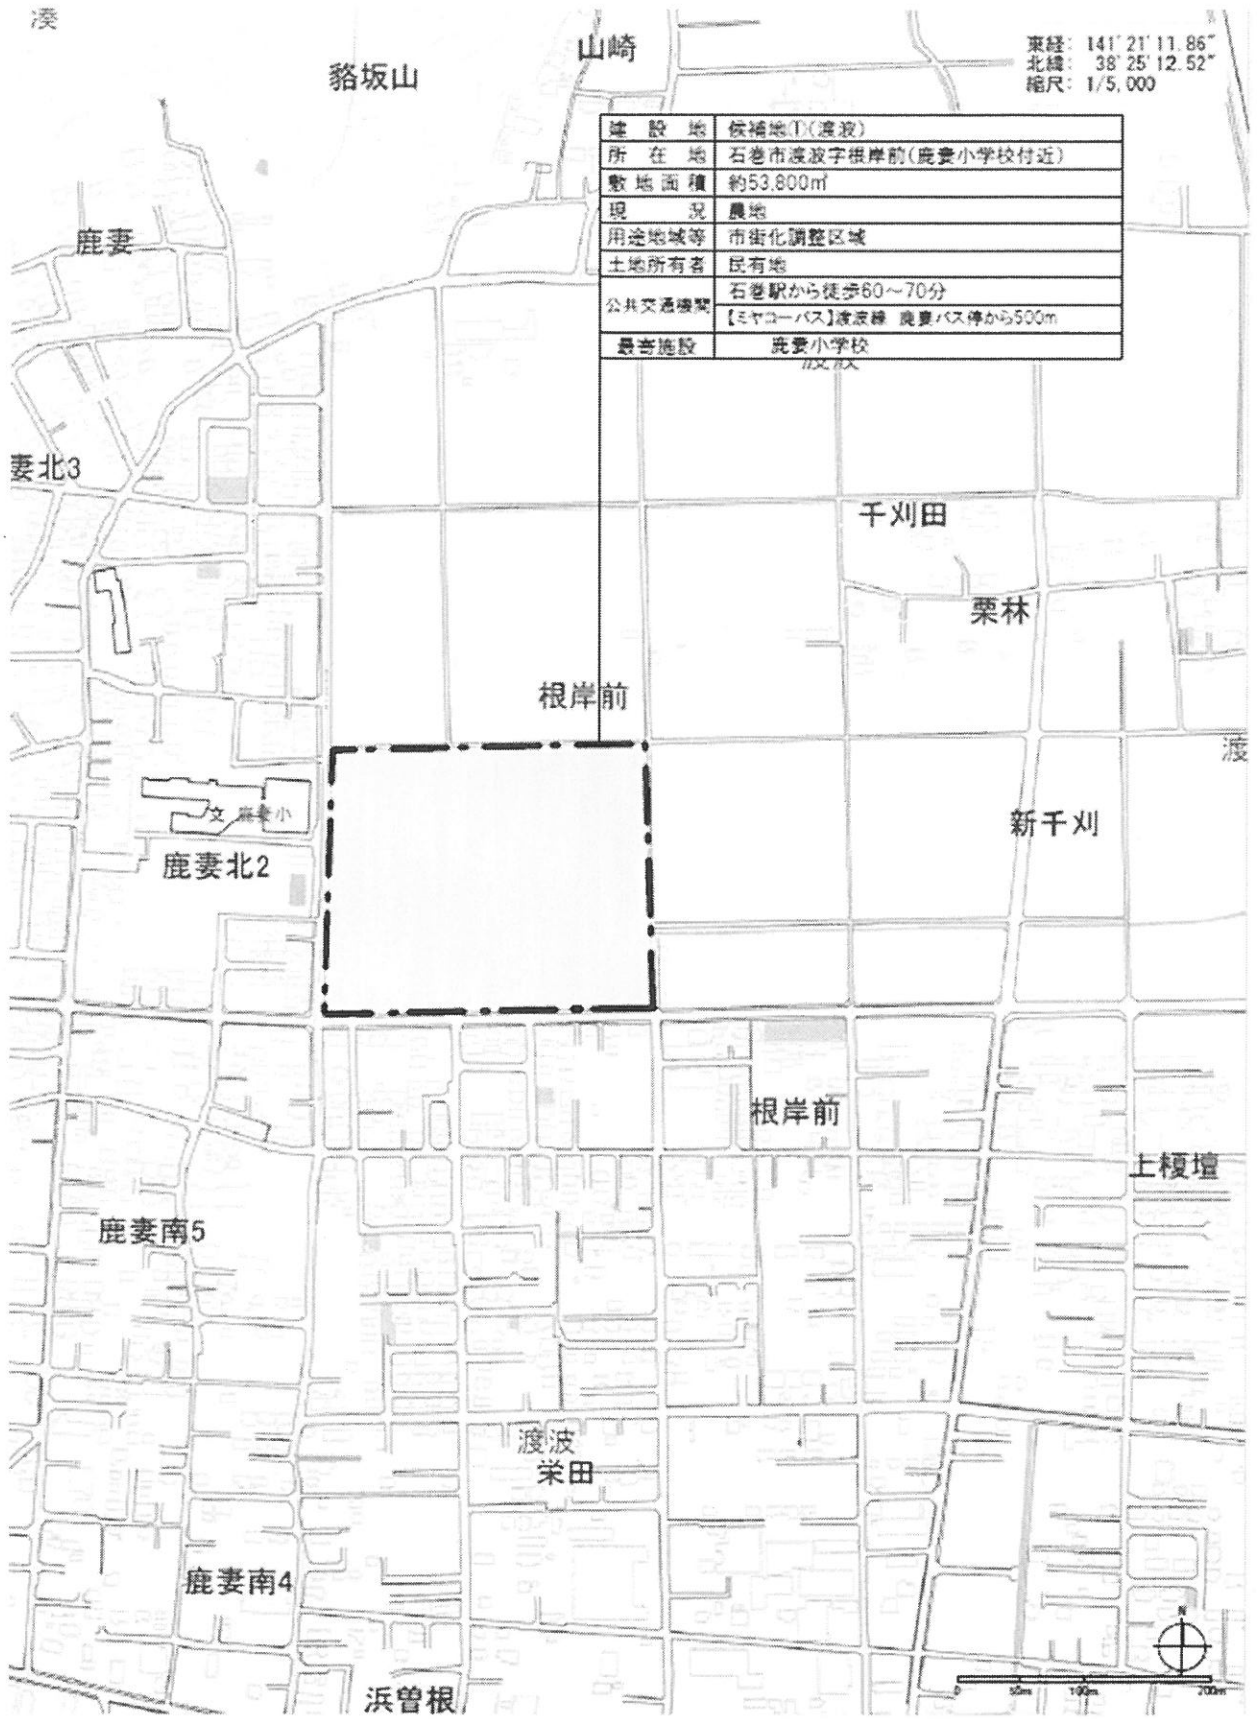 湊
山崎
貉坂山
東経: 141°21'11.86"
北緯: 38°25'12.52"
縮尺: 1/5,000
建設地 候補地①(渡波)
所在地 石巻市渡波字根岸前(鹿妻小学校付近)
敷地面積 約53,800㎡
現況 農地
用途地域等 市街化調整区域
土地所有者 民有地
公共交通機関 石巻駅から徒歩60～70分
【ミヤコーバス】渡波線 鹿妻バス停から500m
最寄施設 鹿妻小学校
鹿妻
妻北3
千刈田
栗林
根岸前
渡
文 鹿妻小
新千刈
鹿妻北2
根岸前
上榎壇
鹿妻南5
渡波
栄田
鹿妻南4
浜曽根
N
0 50m 100m 200m